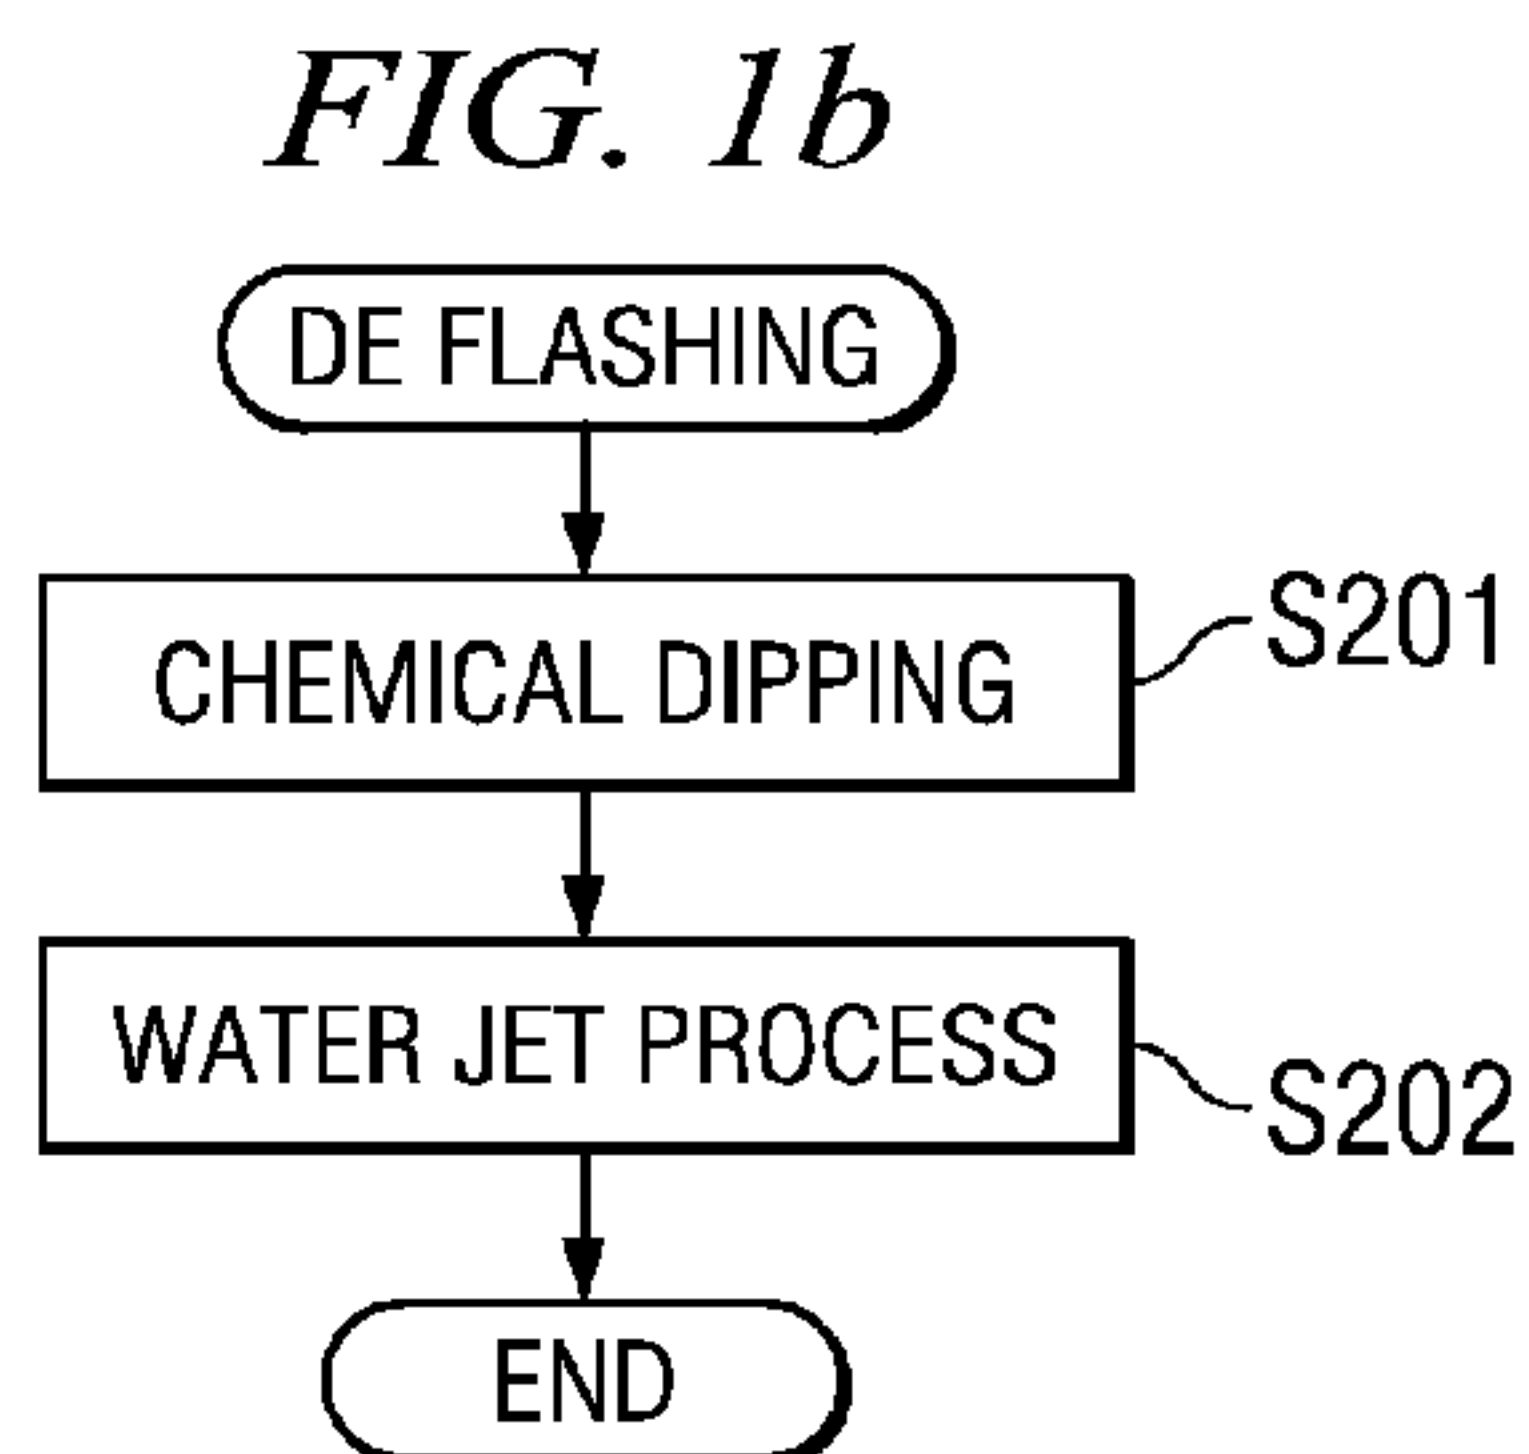 FIG. 1b
DE FLASHING
CHEMICAL DIPPING
S201
WATER JET PROCESS
S202
END